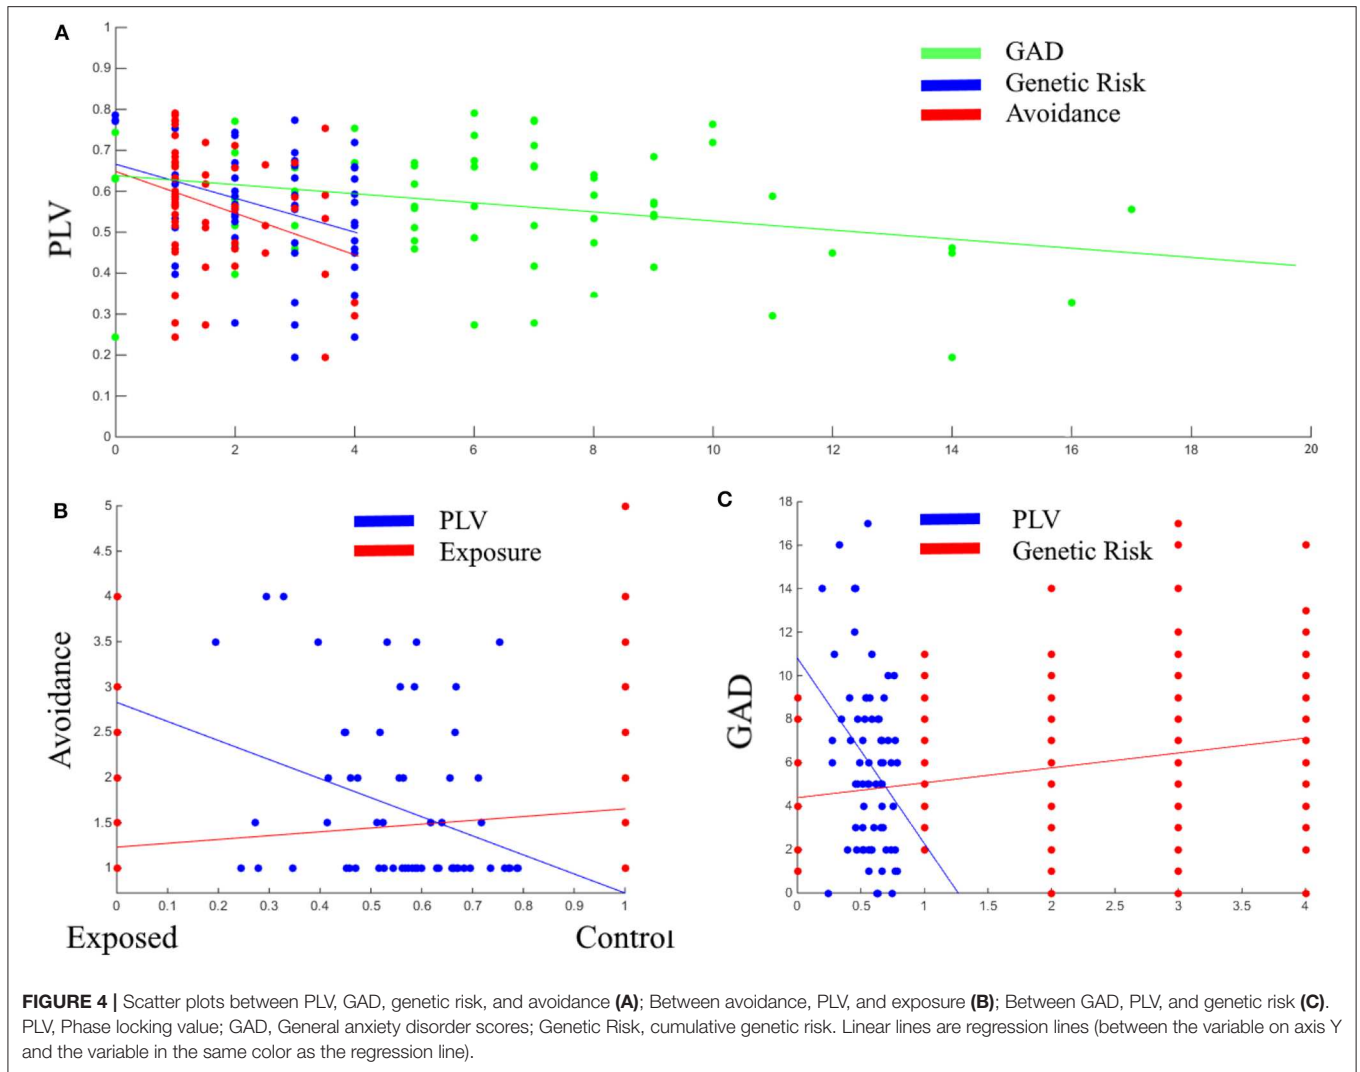 A
PLV
1
0.9
0.8
0.7
0.6
0.5
0.4
0.3
0.2
0.1
0
0 2 4 6 8 10 12 14 16 18 20
GAD
Genetic Risk
Avoidance
B
Avoidance
5
4.5
4
3.5
3
2.5
2
1.5
1
0 0.1 0.2 0.3 0.4 0.5 0.6 0.7 0.8 0.9 1
Exposed Control
PLV
Exposure
C
GAD
18
16
14
12
10
8
6
4
2
0
0 0.5 1 1.5 2 2.5 3 3.5 4
PLV
Genetic Risk
FIGURE 4 | Scatter plots between PLV, GAD, genetic risk, and avoidance (A); Between avoidance, PLV, and exposure (B); Between GAD, PLV, and genetic risk (C).
PLV, Phase locking value; GAD, General anxiety disorder scores; Genetic Risk, cumulative genetic risk. Linear lines are regression lines (between the variable on axis Y
and the variable in the same color as the regression line).